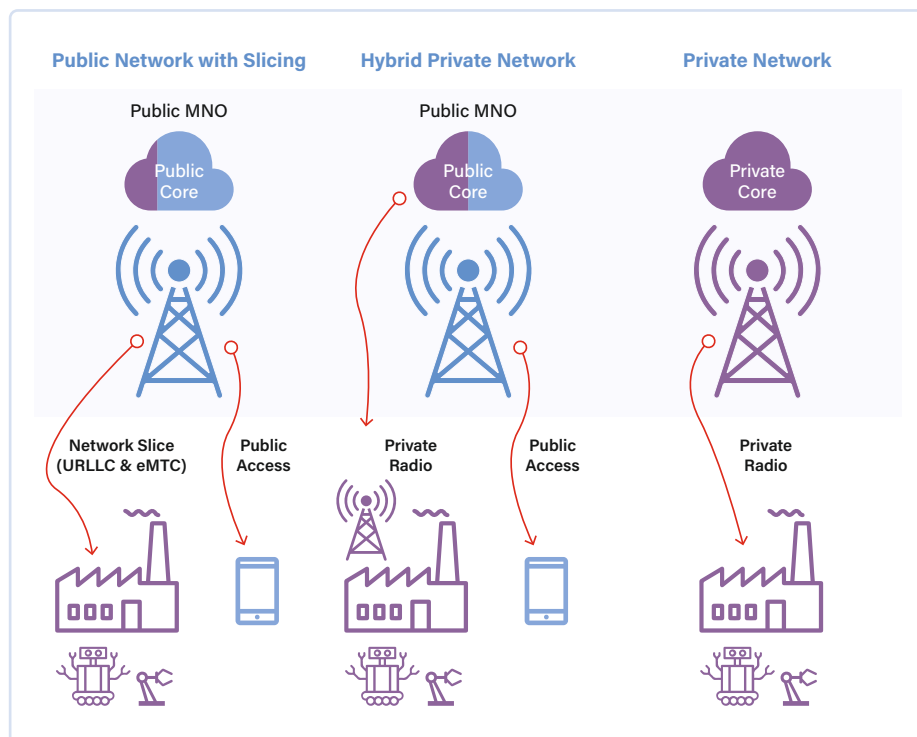 Public Network with Slicing
Hybrid Private Network
Private Network
Public MNO
Public MNO
Public
Core
Public
Core
Private
Core
Network Slice
(URLLC & eMTC)
Public
Access
Private
Radio
Public
Access
Private
Radio